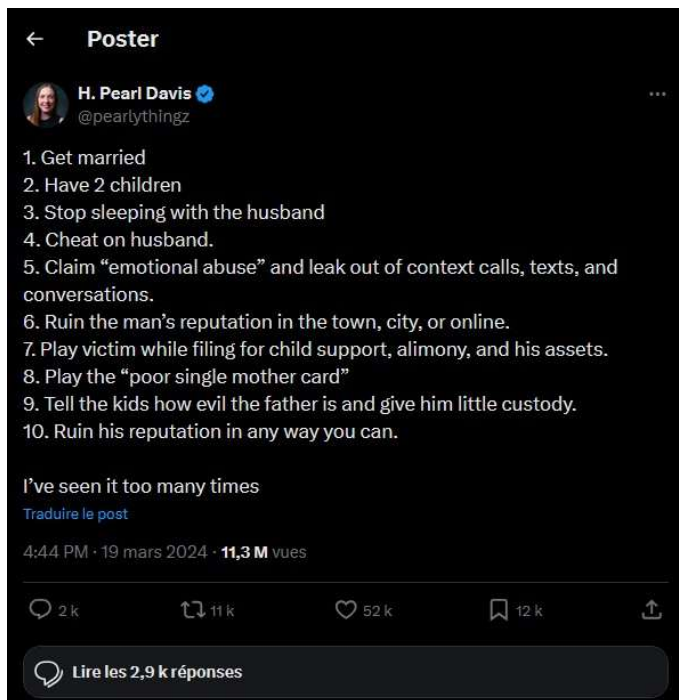 Poster
H. Pearl Davis
@pearlythingz
1. Get married
2. Have 2 children
3. Stop sleeping with the husband
4. Cheat on husband.
5. Claim “emotional abuse” and leak out of context calls, texts, and
conversations.
6. Ruin the man’s reputation in the town, city, or online.
7. Play victim while filing for child support, alimony, and his assets.
8. Play the “poor single mother card”
9. Tell the kids how evil the father is and give him little custody.
10. Ruin his reputation in any way you can.
I’ve seen it too many times
Traduire le post
4:44 PM · 19 mars 2024 · 11,3 M vues
2 k 11 k 52 k 12 k
Lire les 2,9 k réponses